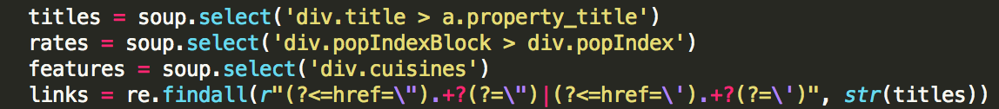 titles = soup.select('div.title > a.property_title')
rates = soup.select('div.popIndexBlock > div.popIndex')
features = soup.select('div.cuisines')
links = re.findall(r"(?<=href=\").+?(?=\")|(?<=href=\').+?(?=\')", str(titles))